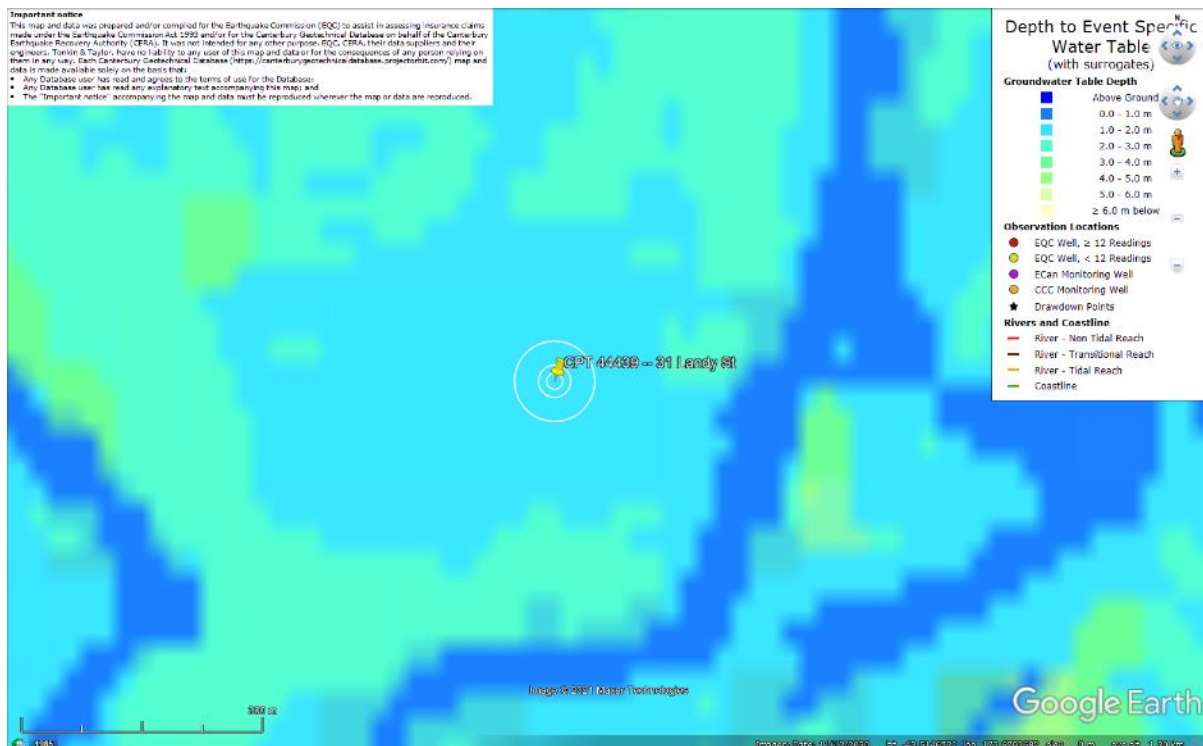 Important notice
This map and data was prepared and/or compiled for the Earthquake Commission (EQC) to assist in assessing insurance claims
made under the Earthquake Commission Act 1993 and/or for the Canterbury Geotechnical Database on behalf of the Canterbury
Earthquake Recovery Authority (CERA). It was not intended for any other purpose. EQC, CERA, their data suppliers and their
engineers, Tonkin & Taylor, have no liability to any user of this map and data or for the consequences of any person relying on
them in any way. Each Canterbury Geotechnical Database (https://canterburygeotechnicaldatabase.projectorbit.com/) map and
data is made available solely on the basis that:
• Any Database user has read and agrees to the terms of use for the Database;
• Any Database user has read any explanatory text accompanying this map; and
• The "Important notice" accompanying the map and data must be reproduced wherever the map or data are reproduced.
Depth to Event Specific
Water Table
(with surrogates)
Groundwater Table Depth
Above Ground
0.0 - 1.0 m
1.0 - 2.0 m
2.0 - 3.0 m
3.0 - 4.0 m
4.0 - 5.0 m
5.0 - 6.0 m
≥ 6.0 m below
Observation Locations
EQC Well, ≥ 12 Readings
EQC Well, < 12 Readings
ECan Monitoring Well
CCC Monitoring Well
Drawdown Points
Rivers and Coastline
River - Non Tidal Reach
River - Transitional Reach
River - Tidal Reach
Coastline
N
CPT 44439 -- 31 Landy St
Image © 2021 Maxar Technologies
300 m
Google Earth
1985
Imagery Date: